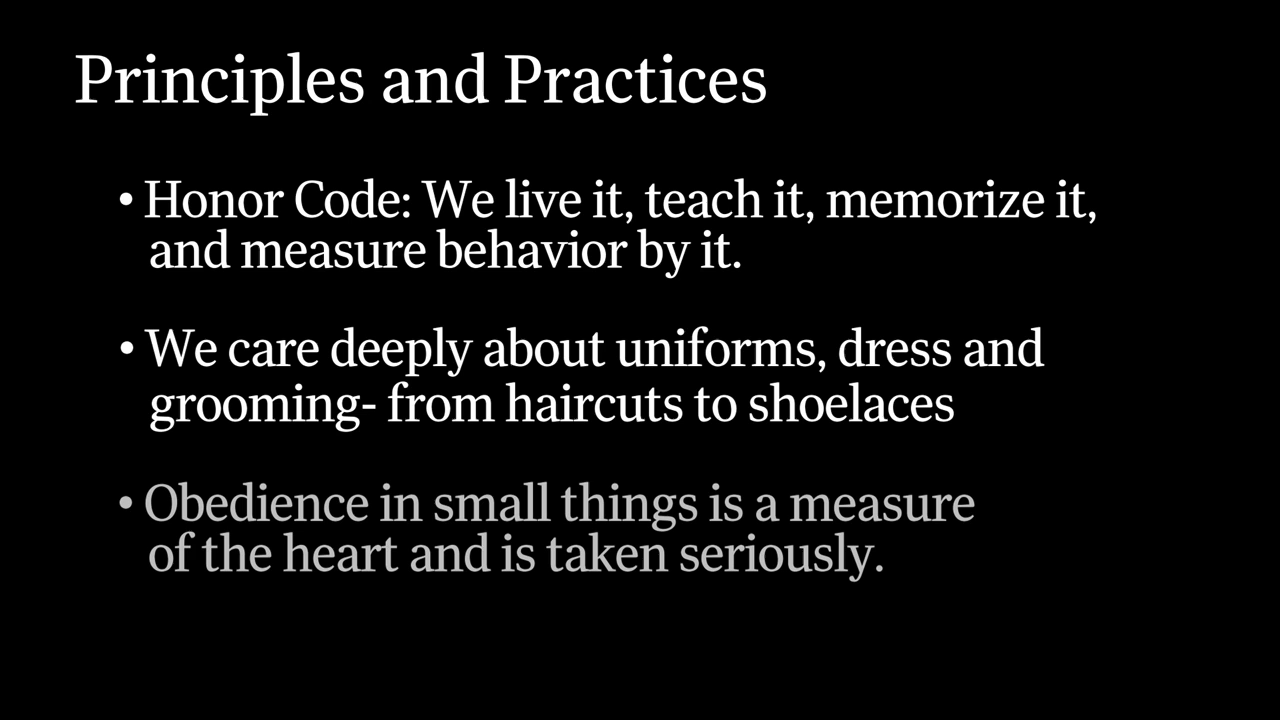 Principles and Practices
• Honor Code: We live it, teach it, memorize it,
and measure behavior by it.
• We care deeply about uniforms, dress and
grooming- from haircuts to shoelaces
• Obedience in small things is a measure
of the heart and is taken seriously.